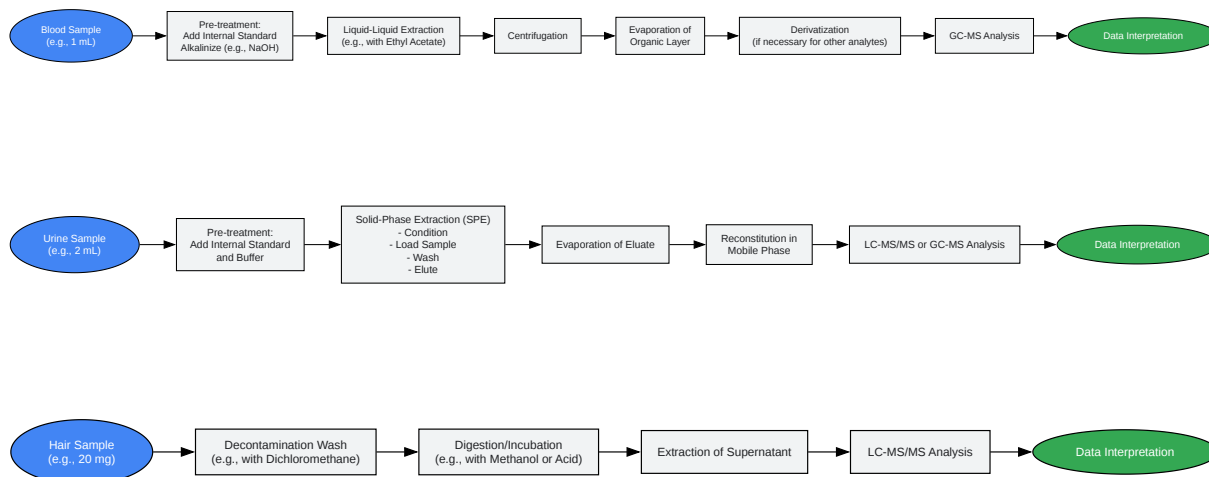 Blood Sample
(e.g., 1 mL)
Pre-treatment:
Add Internal Standard
Alkalinize (e.g., NaOH)
Liquid-Liquid Extraction
(e.g., with Ethyl Acetate)
Centrifugation
Evaporation of
Organic Layer
Derivatization
(if necessary for other analytes)
GC-MS Analysis
Data Interpretation
Urine Sample
(e.g., 2 mL)
Pre-treatment:
Add Internal Standard
and Buffer
Solid-Phase Extraction (SPE)
- Condition
- Load Sample
- Wash
- Elute
Evaporation of Eluate
Reconstitution in
Mobile Phase
LC-MS/MS or GC-MS Analysis
Data Interpretation
Hair Sample
(e.g., 20 mg)
Decontamination Wash
(e.g., with Dichloromethane)
Digestion/Incubation
(e.g., with Methanol or Acid)
Extraction of Supernatant
LC-MS/MS Analysis
Data Interpretation